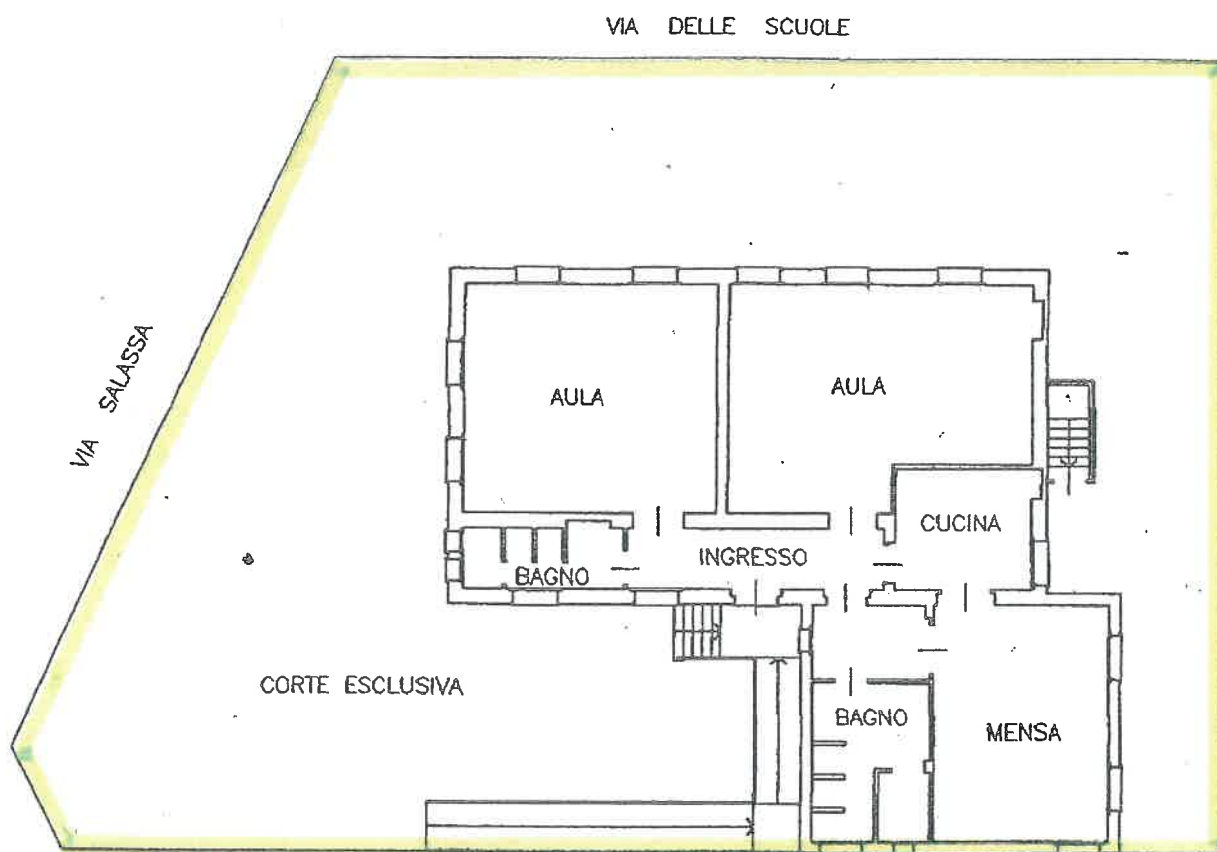 VIA DELLE SCUOLE
VIA SALASSA
AULA
AULA
CUCINA
INGRESSO
BAGNO
CORTE ESCLUSIVA
BAGNO
MENSA